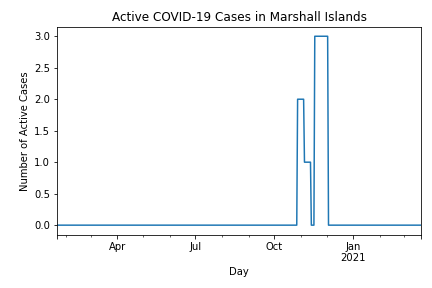 Active COVID-19 Cases in Marshall Islands
3.0
2.5
2.0
1.5
1.0
0.5
0.0
Number of Active Cases
Apr
Jul
Oct
Jan
2021
Day